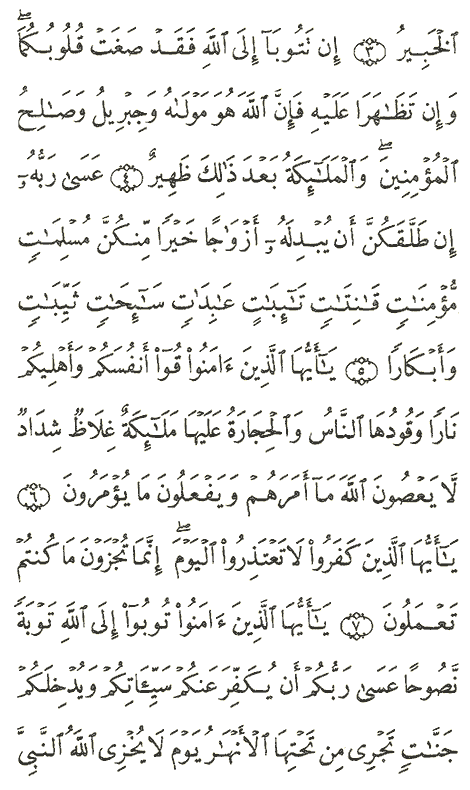 ٱلْخَبِيرُ ٣ إِن تَتُوبَآ إِلَى ٱللَّهِ فَقَدْ صَغَتْ قُلُوبُكُمَا ۖ
وَإِن تَظَٰهَرَا عَلَيْهِ فَإِنَّ ٱللَّهَ هُوَ مَوْلَىٰهُ وَجِبْرِيلُ وَصَٰلِحُ
ٱلْمُؤْمِنِينَ ۖ وَٱلْمَلَٰٓئِكَةُ بَعْدَ ذَٰلِكَ ظَهِيرٌ ٤ عَسَىٰ رَبُّهُۥٓ
إِن طَلَّقَكُنَّ أَن يُبْدِلَهُۥٓ أَزْوَٰجًا خَيْرًا مِّنكُنَّ مُسْلِمَٰتٍ
مُّؤْمِنَٰتٍ قَٰنِتَٰتٍ تَٰٓئِبَٰتٍ عَٰبِدَٰتٍ سَٰٓئِحَٰتٍ ثَيِّبَٰتٍ
وَأَبْكَارًا ٥ يَٰٓأَيُّهَا ٱلَّذِينَ ءَامَنُوا۟ قُوٓا۟ أَنفُسَكُمْ وَأَهْلِيكُمْ
نَارًا وَقُودُهَا ٱلنَّاسُ وَٱلْحِجَارَةُ عَلَيْهَا مَلَٰٓئِكَةٌ غِلَاظٌ شِدَادٌ
لَّا يَعْصُونَ ٱللَّهَ مَآ أَمَرَهُمْ وَيَفْعَلُونَ مَا يُؤْمَرُونَ ٦
يَٰٓأَيُّهَا ٱلَّذِينَ كَفَرُوا۟ لَا تَعْتَذِرُوا۟ ٱلْيَوْمَ ۖ إِنَّمَا تُجْزَوْنَ مَا كُنتُمْ
تَعْمَلُونَ ٧ يَٰٓأَيُّهَا ٱلَّذِينَ ءَامَنُوا۟ تُوبُوٓا۟ إِلَى ٱللَّهِ تَوْبَةً
نَّصُوحًا عَسَىٰ رَبُّكُمْ أَن يُكَفِّرَ عَنكُمْ سَيِّـَٔاتِكُمْ وَيُدْخِلَكُمْ
جَنَّٰتٍ تَجْرِى مِن تَحْتِهَا ٱلْأَنْهَٰرُ يَوْمَ لَا يُخْزِى ٱللَّهُ ٱلنَّبِىَّ